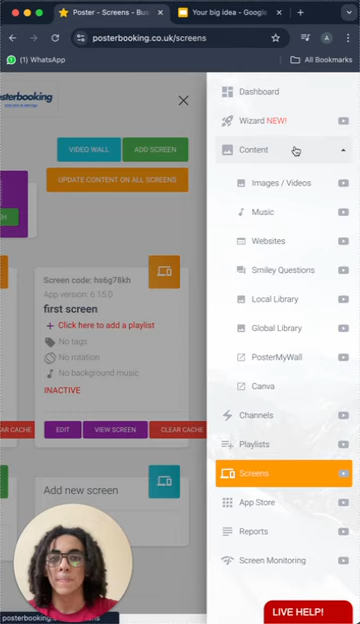 Poster - Screens - Bus
Your big idea - Google
posterbooking.co.uk/screens
A
(1) WhatsApp
All Bookmarks
sterbooking
VIDEO WALL
ADD SCREEN
UPDATE CONTENT ON ALL SCREENS
Screen code: hs6g78kh
App version: 6.15.0
first screen
+ Click here to add a playlist
No tags
No rotation
No background music
INACTIVE
AR CACHE
EDIT
VIEW SCREEN
CLEAR CACHE
Add new screen
Dashboard
Wizard NEW!
Content
Images / Videos
Music
Websites
Smiley Questions
Local Library
Global Library
PosterMyWall
Canva
Channels
Playlists
Screens
App Store
Reports
Screen Monitoring
LIVE HELP!